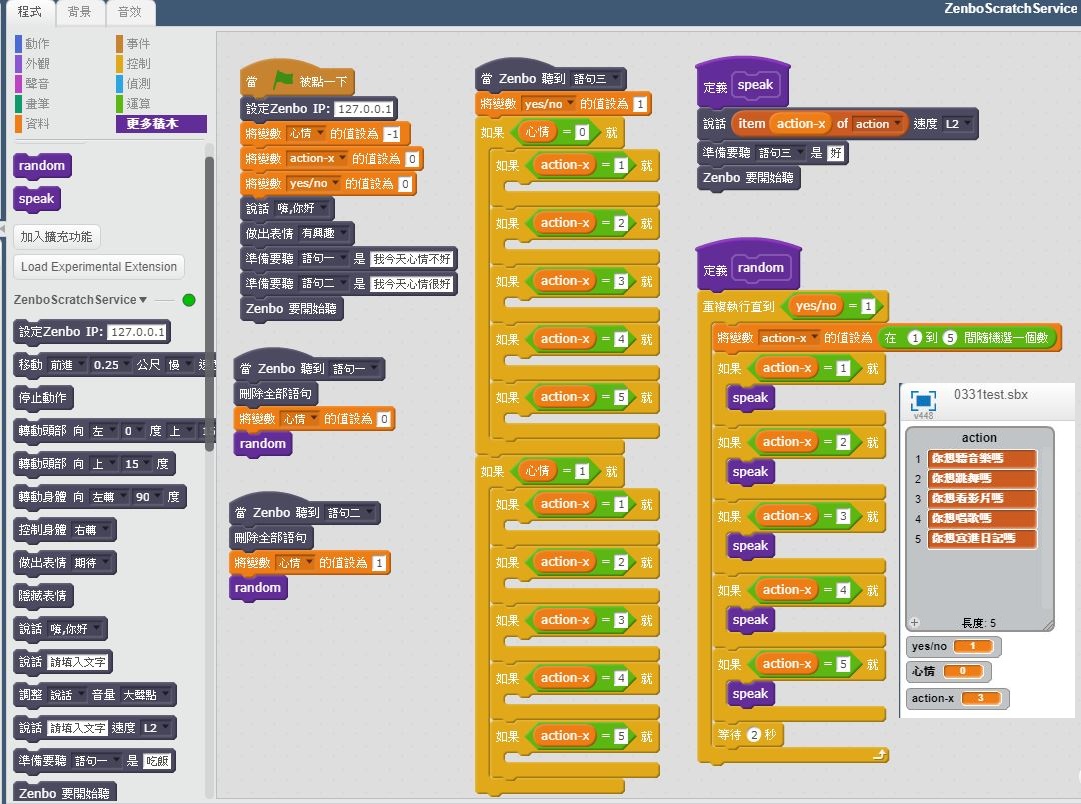 程式 背景 音效
ZenboScratchService
動作 事件
外觀 控制
聲音 偵測
畫筆 運算
資料 更多積木
random
speak
加入擴充功能
Load Experimental Extension
ZenboScratchService
設定Zenbo IP: 127.0.0.1
移動 前進 0.25 公尺 慢
停止動作
轉動頭部 向 左 0 度 上
轉動頭部 向 上 15 度
轉動身體 向 左轉 90 度
控制身體 右轉
做出表情 期待
隱藏表情
說話 嗨,你好
說話 請填入文字
調整 說話 音量 大聲點
說話 請填入文字 速度 L2
準備要聽 語句一 是 吃飯
Zenbo 要開始聽
當 被點一下
設定Zenbo IP: 127.0.0.1
將變數 心情 的值設為 -1
將變數 action-x 的值設為 0
將變數 yes/no 的值設為 0
說話 嗨,你好
做出表情 有興趣
準備要聽 語句一 是 我今天心情不好
準備要聽 語句二 是 我今天心情很好
Zenbo 要開始聽
當 Zenbo 聽到 語句一
刪除全部語句
將變數 心情 的值設為 0
random
當 Zenbo 聽到 語句二
刪除全部語句
將變數 心情 的值設為 1
random
當 Zenbo 聽到 語句三
將變數 yes/no 的值設為 1
如果 心情 = 0 就
如果 action-x = 1 就
如果 action-x = 2 就
如果 action-x = 3 就
如果 action-x = 4 就
如果 action-x = 5 就
如果 心情 = 1 就
如果 action-x = 1 就
如果 action-x = 2 就
如果 action-x = 3 就
如果 action-x = 4 就
如果 action-x = 5 就
定義 speak
說話 item action-x of action 速度 L2
準備要聽 語句三 是 好
Zenbo 要開始聽
定義 random
重複執行直到 yes/no = 1
將變數 action-x 的值設為 在 1 到 5 間隨機選一個數
如果 action-x = 1 就
speak
如果 action-x = 2 就
speak
如果 action-x = 3 就
speak
如果 action-x = 4 就
speak
如果 action-x = 5 就
speak
等待 2 秒
v448
0331test.sbx
action
1 你想聽音樂嗎
2 你想跳舞嗎
3 你想看影片嗎
4 你想唱歌嗎
5 你想寫進日記嗎
+ 長度: 5
yes/no 1
心情 0
action-x 3